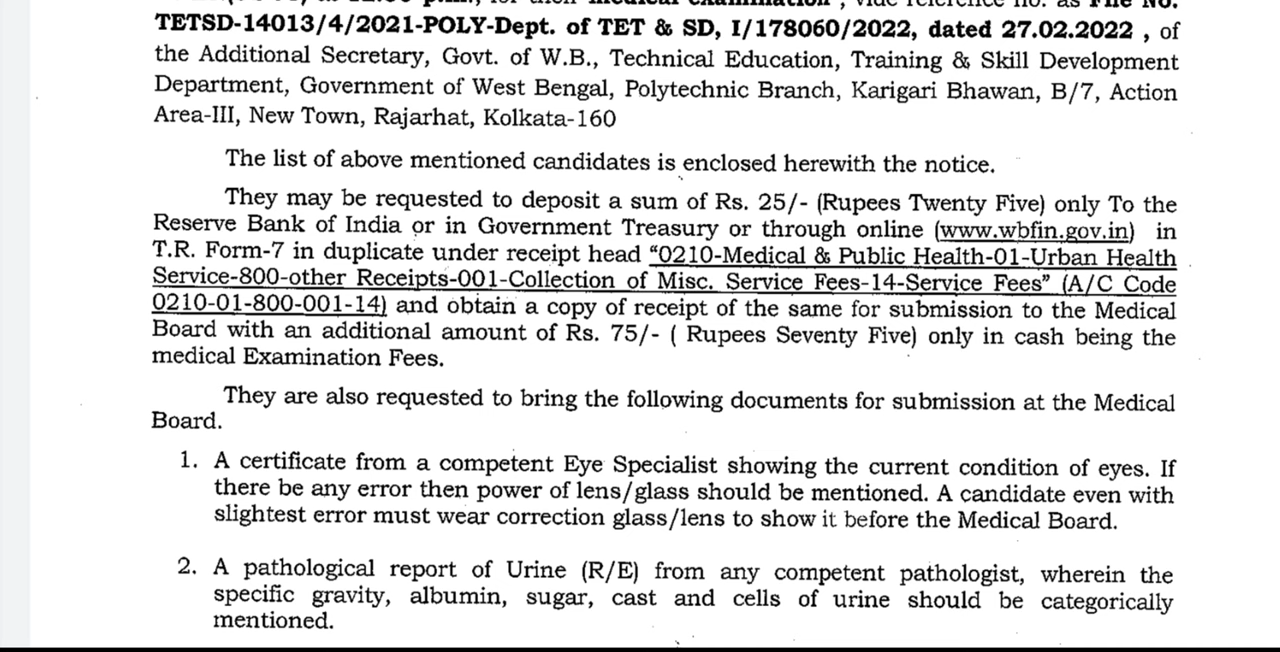 medical examination , vide reference no. as File No.
TETSD-14013/4/2021-POLY-Dept. of TET & SD, I/178060/2022, dated 27.02.2022 , of
the Additional Secretary, Govt. of W.B., Technical Education, Training & Skill Development
Department, Government of West Bengal, Polytechnic Branch, Karigari Bhawan, B/7, Action
Area-III, New Town, Rajarhat, Kolkata-160
The list of above mentioned candidates is enclosed herewith the notice.
They may be requested to deposit a sum of Rs. 25/- (Rupees Twenty Five) only To the
Reserve Bank of India or in Government Treasury or through online (www.wbfin.gov.in) in
T.R. Form-7 in duplicate under receipt head “0210-Medical & Public Health-01-Urban Health
Service-800-other Receipts-001-Collection of Misc. Service Fees-14-Service Fees” (A/C Code
0210-01-800-001-14) and obtain a copy of receipt of the same for submission to the Medical
Board with an additional amount of Rs. 75/- ( Rupees Seventy Five) only in cash being the
medical Examination Fees.
They are also requested to bring the following documents for submission at the Medical
Board.
1. A certificate from a competent Eye Specialist showing the current condition of eyes. If
there be any error then power of lens/glass should be mentioned. A candidate even with
slightest error must wear correction glass/lens to show it before the Medical Board.
2. A pathological report of Urine (R/E) from any competent pathologist, wherein the
specific gravity, albumin, sugar, cast and cells of urine should be categorically
mentioned.